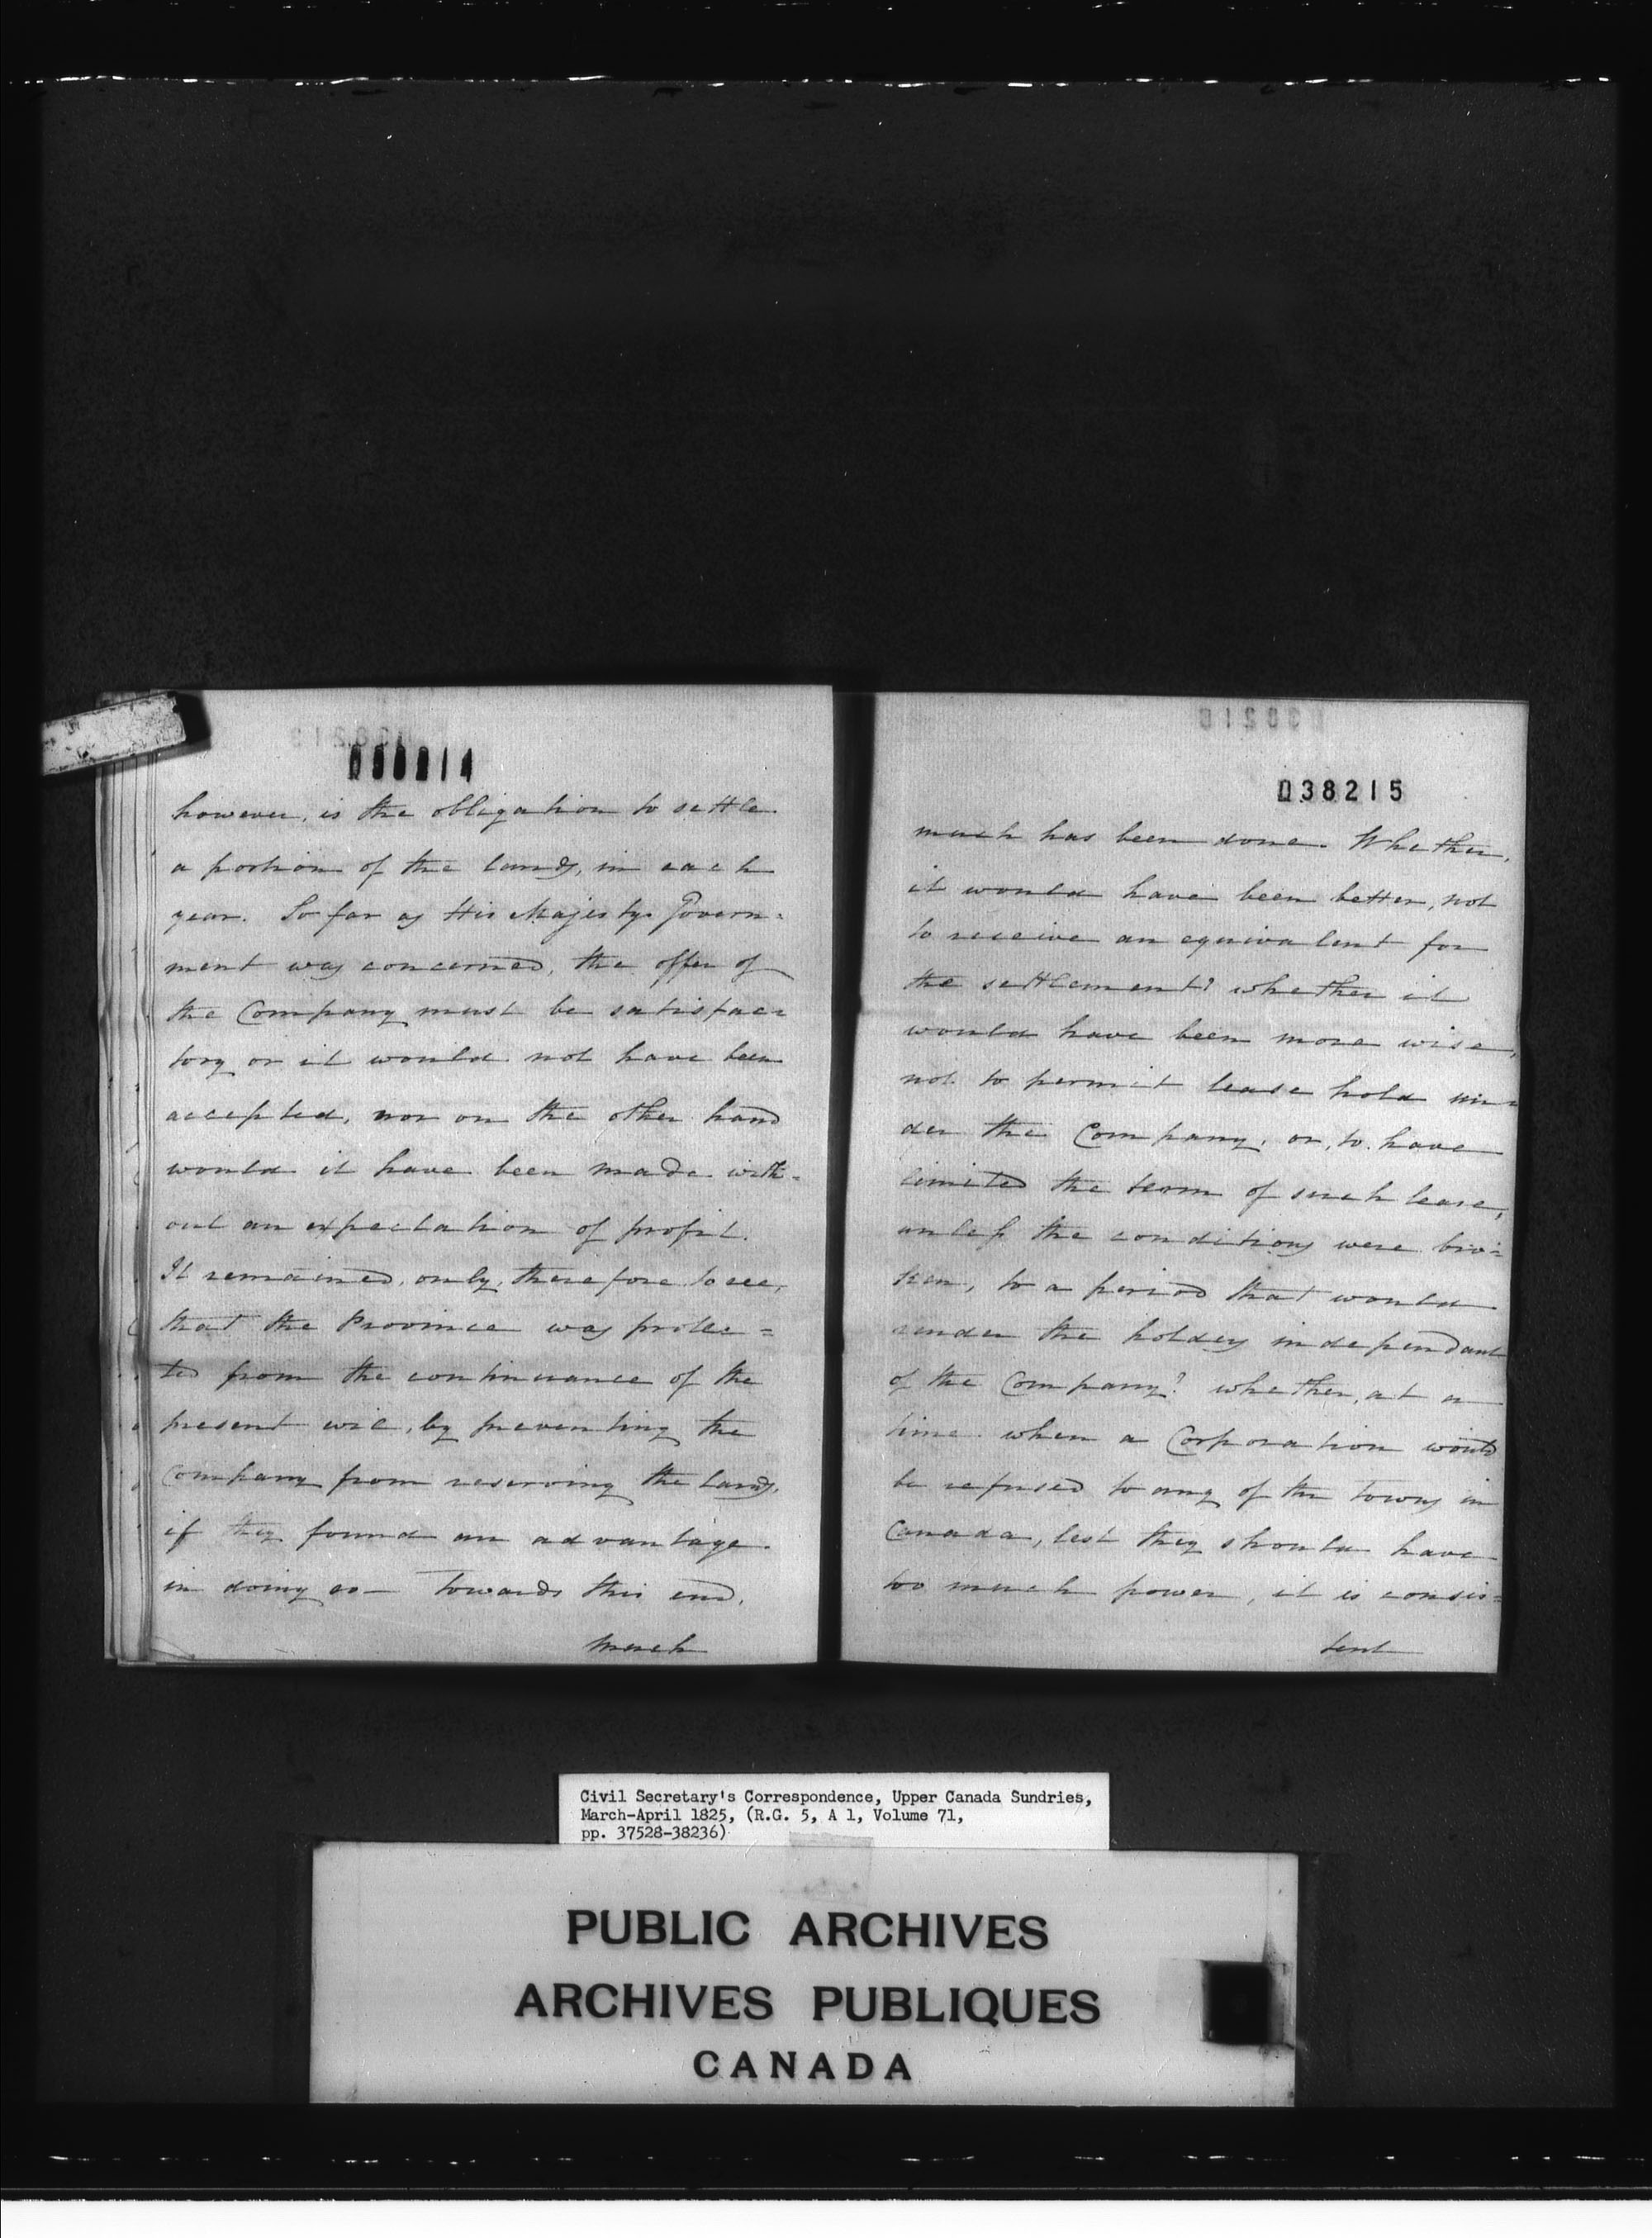 038214
however, is the obligation to settle
a portion of the lands, in each
year. So far as His Majestys Govern=
ment was concerned, the offer of
the Company must be satisfac=
tory or it would not have been
accepted, nor on the other hand
would it have been made with=
out an expectation of profit.
It remained, only, therefore to see,
that the Province was protec=
ted from the continuance of the
present evil, by preventing the
Company from reserving the lands,
if they found an advantage
in doing so — Towards this end,
much
038215
much has been done. Whether,
it would have been better, not
to receive an equivalent for
the settlement? whether it
would have been more wise,
not to permit lease hold un=
der the Company, or, to have
limited the term of such lease,
unless the conditions were bro=
ken, to a period that would
render the holders independant
of the Company? whether, at a
time when a Corporation would
be refused to any of the towns in
Canada, lest they should have
too much power, it is consis=
tent
Civil Secretary's Correspondence, Upper Canada Sundries,
March-April 1825, (R.G. 5, A 1, Volume 71,
pp. 37528-38236)
PUBLIC ARCHIVES
ARCHIVES PUBLIQUES
CANADA